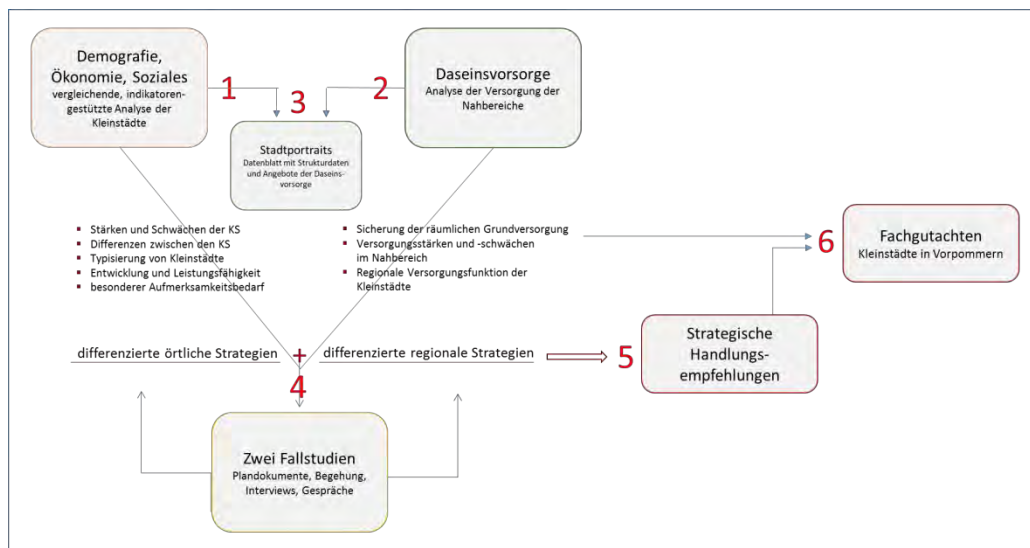 Demografie,
Ökonomie, Soziales
vergleichende, indikatoren-
gestützte Analyse der
Kleinstädte
1
2
Daseinsvorsorge
Analyse der Versorgung der
Nahbereiche
3
Stadtportraits
Datenblatt mit Strukturdaten
und Angebote der Daseins-
vorsorge
▪ Stärken und Schwächen der KS
▪ Differenzen zwischen den KS
▪ Typisierung von Kleinstädte
▪ Entwicklung und Leistungsfähigkeit
▪ besonderer Aufmerksamkeitsbedarf
▪ Sicherung der räumlichen Grundversorgung
▪ Versorgungsstärken und -schwächen
im Nahbereich
▪ Regionale Versorgungsfunktion der
Kleinstädte
6
Fachgutachten
Kleinstädte in Vorpommern
differenzierte örtliche Strategien + differenzierte regionale Strategien
5
Strategische
Handlungs-
empfehlungen
4
Zwei Fallstudien
Plandokumente, Begehung,
Interviews, Gespräche